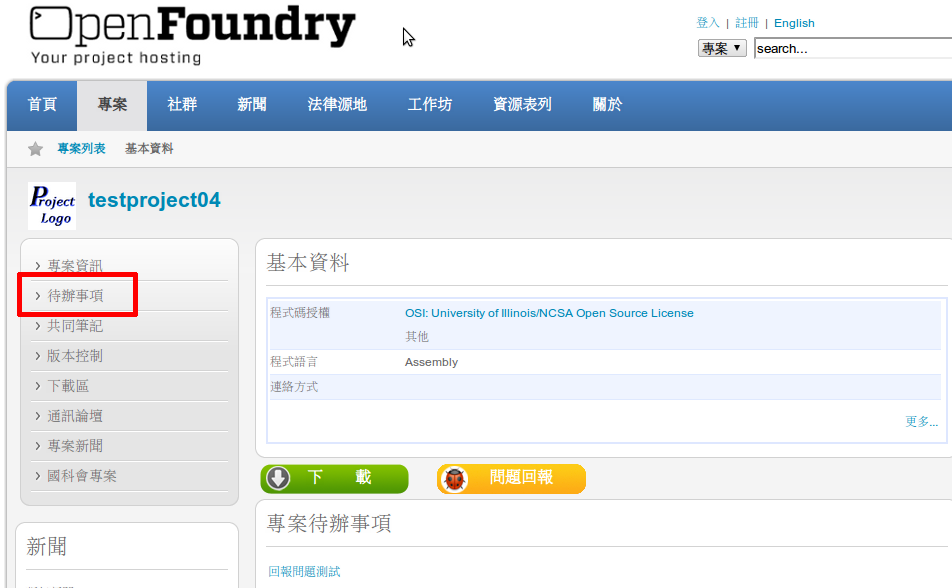 OpenFoundry
Your project hosting
登入 | 註冊 | English
專案 ▼ search...
首頁 專案 社群 新聞 法律源地 工作坊 資源表列 關於
專案列表 基本資料
Project Logo
testproject04
專案資訊
待辦事項
共同筆記
版本控制
下載區
通訊論壇
專案新聞
國科會專案
新聞
基本資料
程式碼授權 OSI: University of Illinois/NCSA Open Source License
其他
程式語言 Assembly
連絡方式
更多...
下 載 問題回報
專案待辦事項
回報問題測試